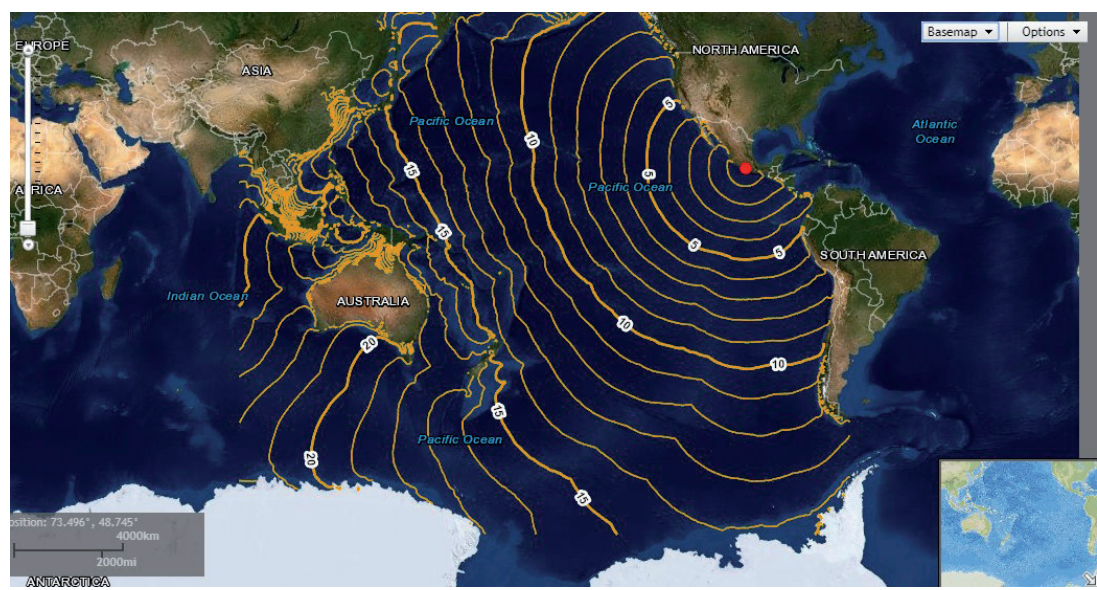 Basemap
Options
EUROPE
NORTH AMERICA
ASIA
5
Pacific Ocean
Atlantic
Ocean
10
15
5
Pacific Ocean
AFRICA
15
5
5
SOUTH AMERICA
Indian Ocean
AUSTRALIA
10
20
10
15
Pacific Ocean
20
15
osition: 73.496°, 48.745°
4000km
2000mi
ANTARCTICA